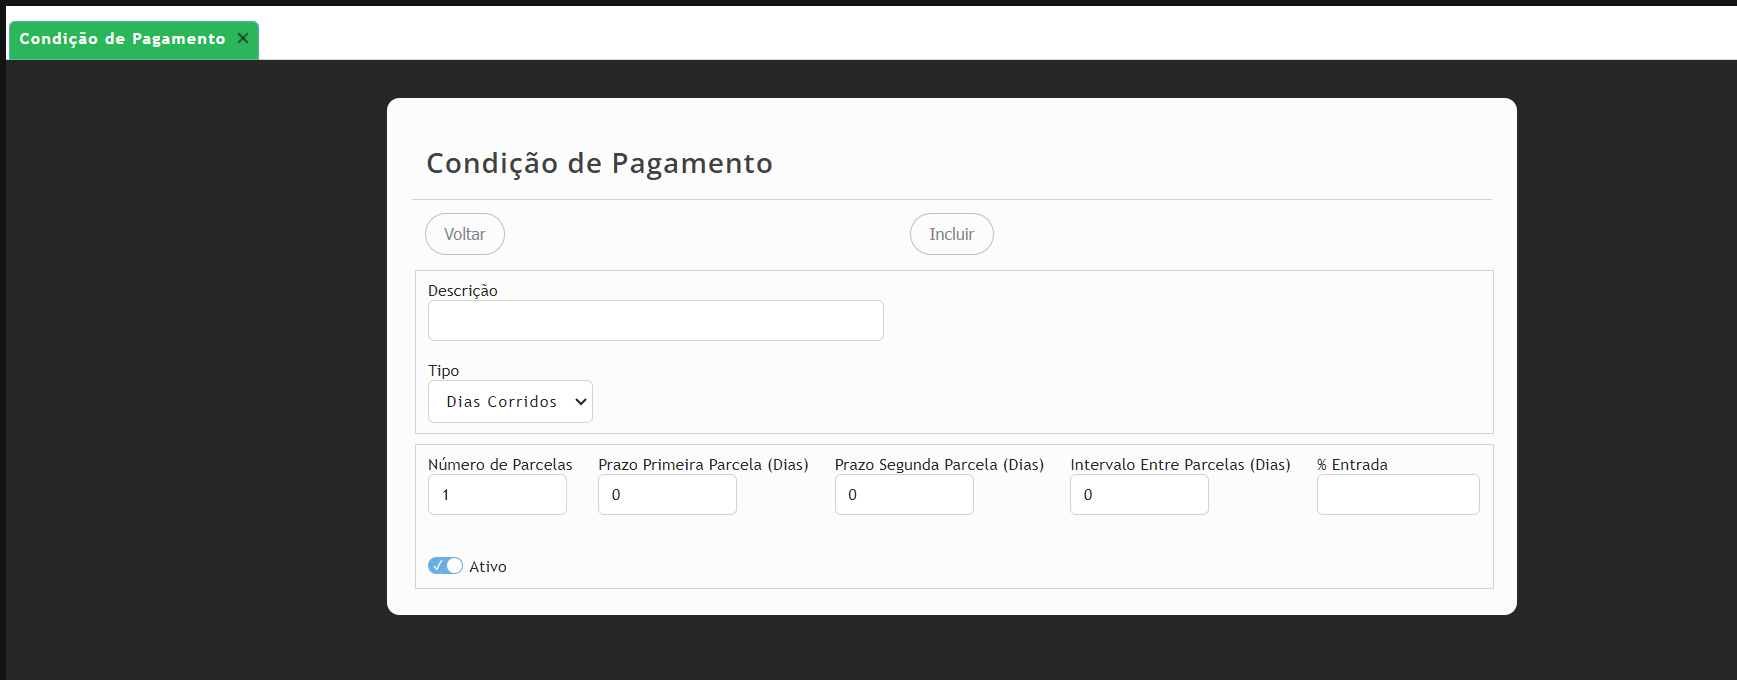 Condição de Pagamento
Condição de Pagamento
Voltar Incluir
Descrição
Tipo
Dias Corridos
Número de Parcelas Prazo Primeira Parcela (Dias) Prazo Segunda Parcela (Dias) Intervalo Entre Parcelas (Dias) % Entrada
1 0 0 0
Ativo